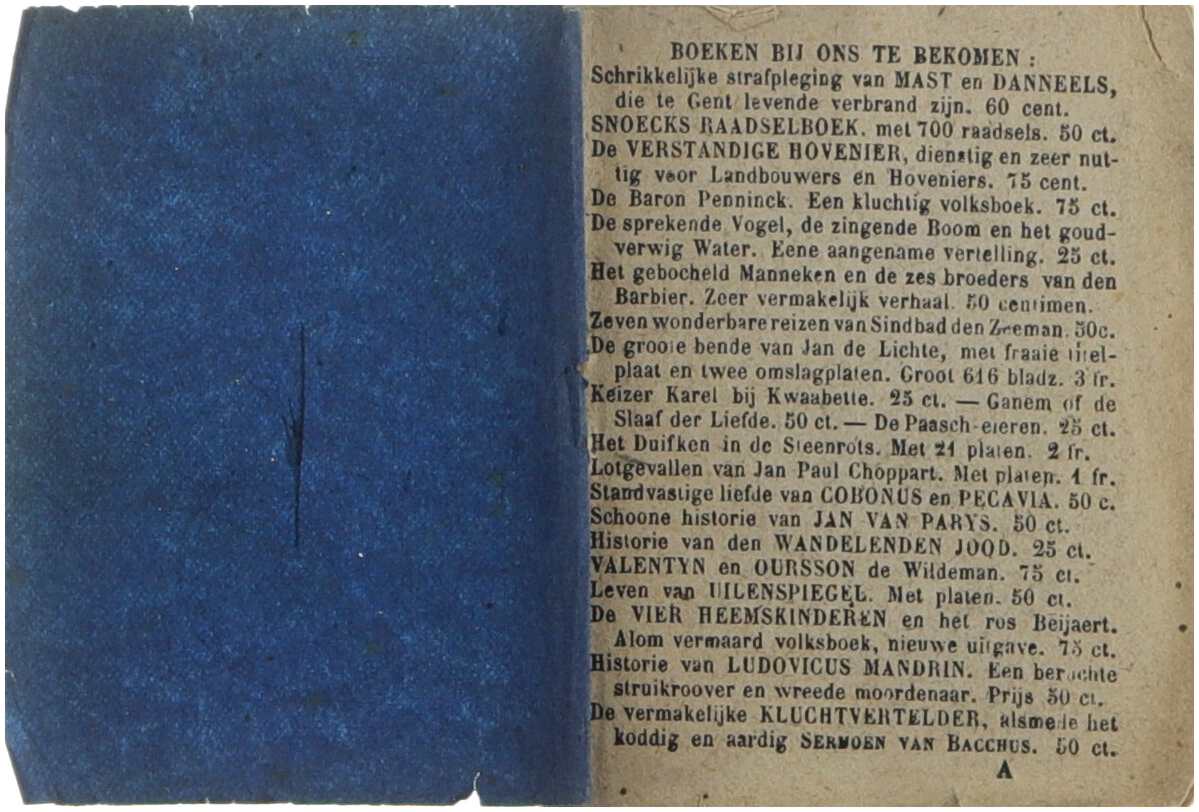 BOEKEN BIJ ONS TE BEKOMEN :
Schrikkelijke strafpleging van MAST en DANNEELS,
die te Gent levende verbrand zijn. 60 cent.
SNOECKS RAADSELBOEK. met 700 raadsels. 50 ct.
De VERSTANDIGE HOVENIER, dienstig en zeer nut-
tig voor Landbouwers en Hoveniers. 75 cent.
De Baron Penninck. Een kluchtig volksboek. 75 ct.
De sprekende Vogel, de zingende Boom en het goud-
verwig Water. Eene aangename vertelling. 25 ct.
Het gebocheld Manneken en de zes broeders van den
Barbier. Zeer vermakelijk verhaal. 50 centimen.
Zeven wonderbare reizen van Sindbad den Zeeman. 50c.
De groote bende van Jan de Lichte, met fraaie titel-
plaat en twee omslagplaten. Groot 616 bladz. 3 fr.
Keizer Karel bij Kwaabette. 25 ct. — Ganem of de
Slaaf der Liefde. 50 ct. — De Paasch-eieren. 25 ct.
Het Duifken in de Steenrots. Met 21 platen. 2 fr.
Lotgevallen van Jan Paul Choppart. Met platen. 1 fr.
Standvastige liefde van COBONUS en PECAVIA. 50 c.
Schoone historie van JAN VAN PARYS. 50 ct.
Historie van den WANDELENDEN JOOD. 25 ct.
VALENTYN en OURSSON de Wildeman. 75 ct.
Leven van UILENSPIEGEL. Met platen. 50 ct.
De VIER HEEMSKINDEREN en het ros Beijaert.
Alom vermaard volksboek, nieuwe uitgave. 75 ct.
Historie van LUDOVICUS MANDRIN. Een beruchte
struikroover en wreede moordenaar. Prijs 50 ct.
De vermakelijke KLUCHTVERTELDER, alsmede het
koddig en aardig SERMOEN VAN BACCHUS. 50 ct.
A